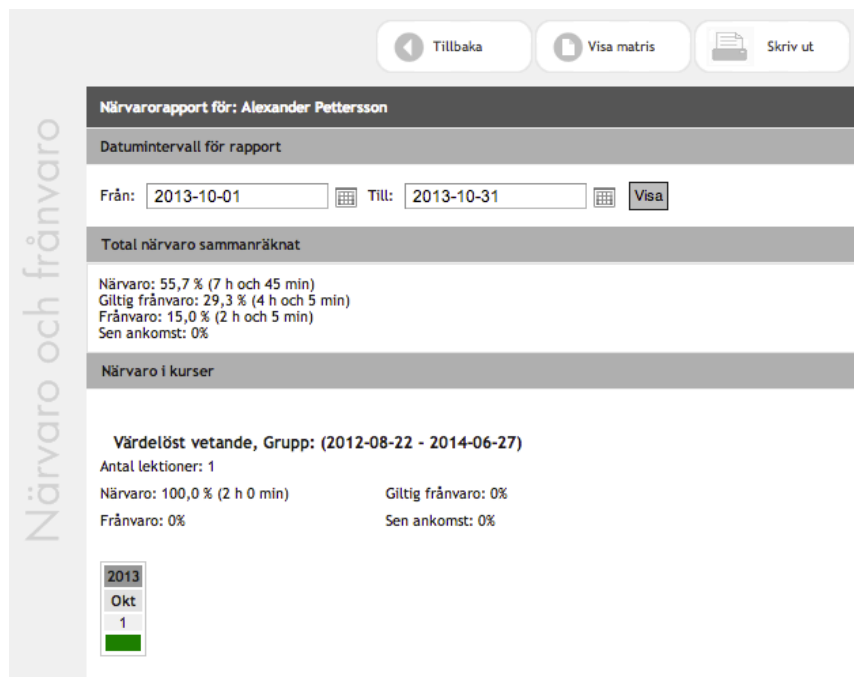 Tillbaka
Visa matris
Skriv ut
Närvaro och frånvaro
Närvarorapport för: Alexander Pettersson
Datumintervall för rapport
Från: 2013-10-01 Till: 2013-10-31 Visa
Total närvaro sammanräknat
Närvaro: 55,7 % (7 h och 45 min)
Giltig frånvaro: 29,3 % (4 h och 5 min)
Frånvaro: 15,0 % (2 h och 5 min)
Sen ankomst: 0%
Närvaro i kurser
Värdelöst vetande, Grupp: (2012-08-22 - 2014-06-27)
Antal lektioner: 1
Närvaro: 100,0 % (2 h 0 min) Giltig frånvaro: 0%
Frånvaro: 0% Sen ankomst: 0%
2013
Okt
1